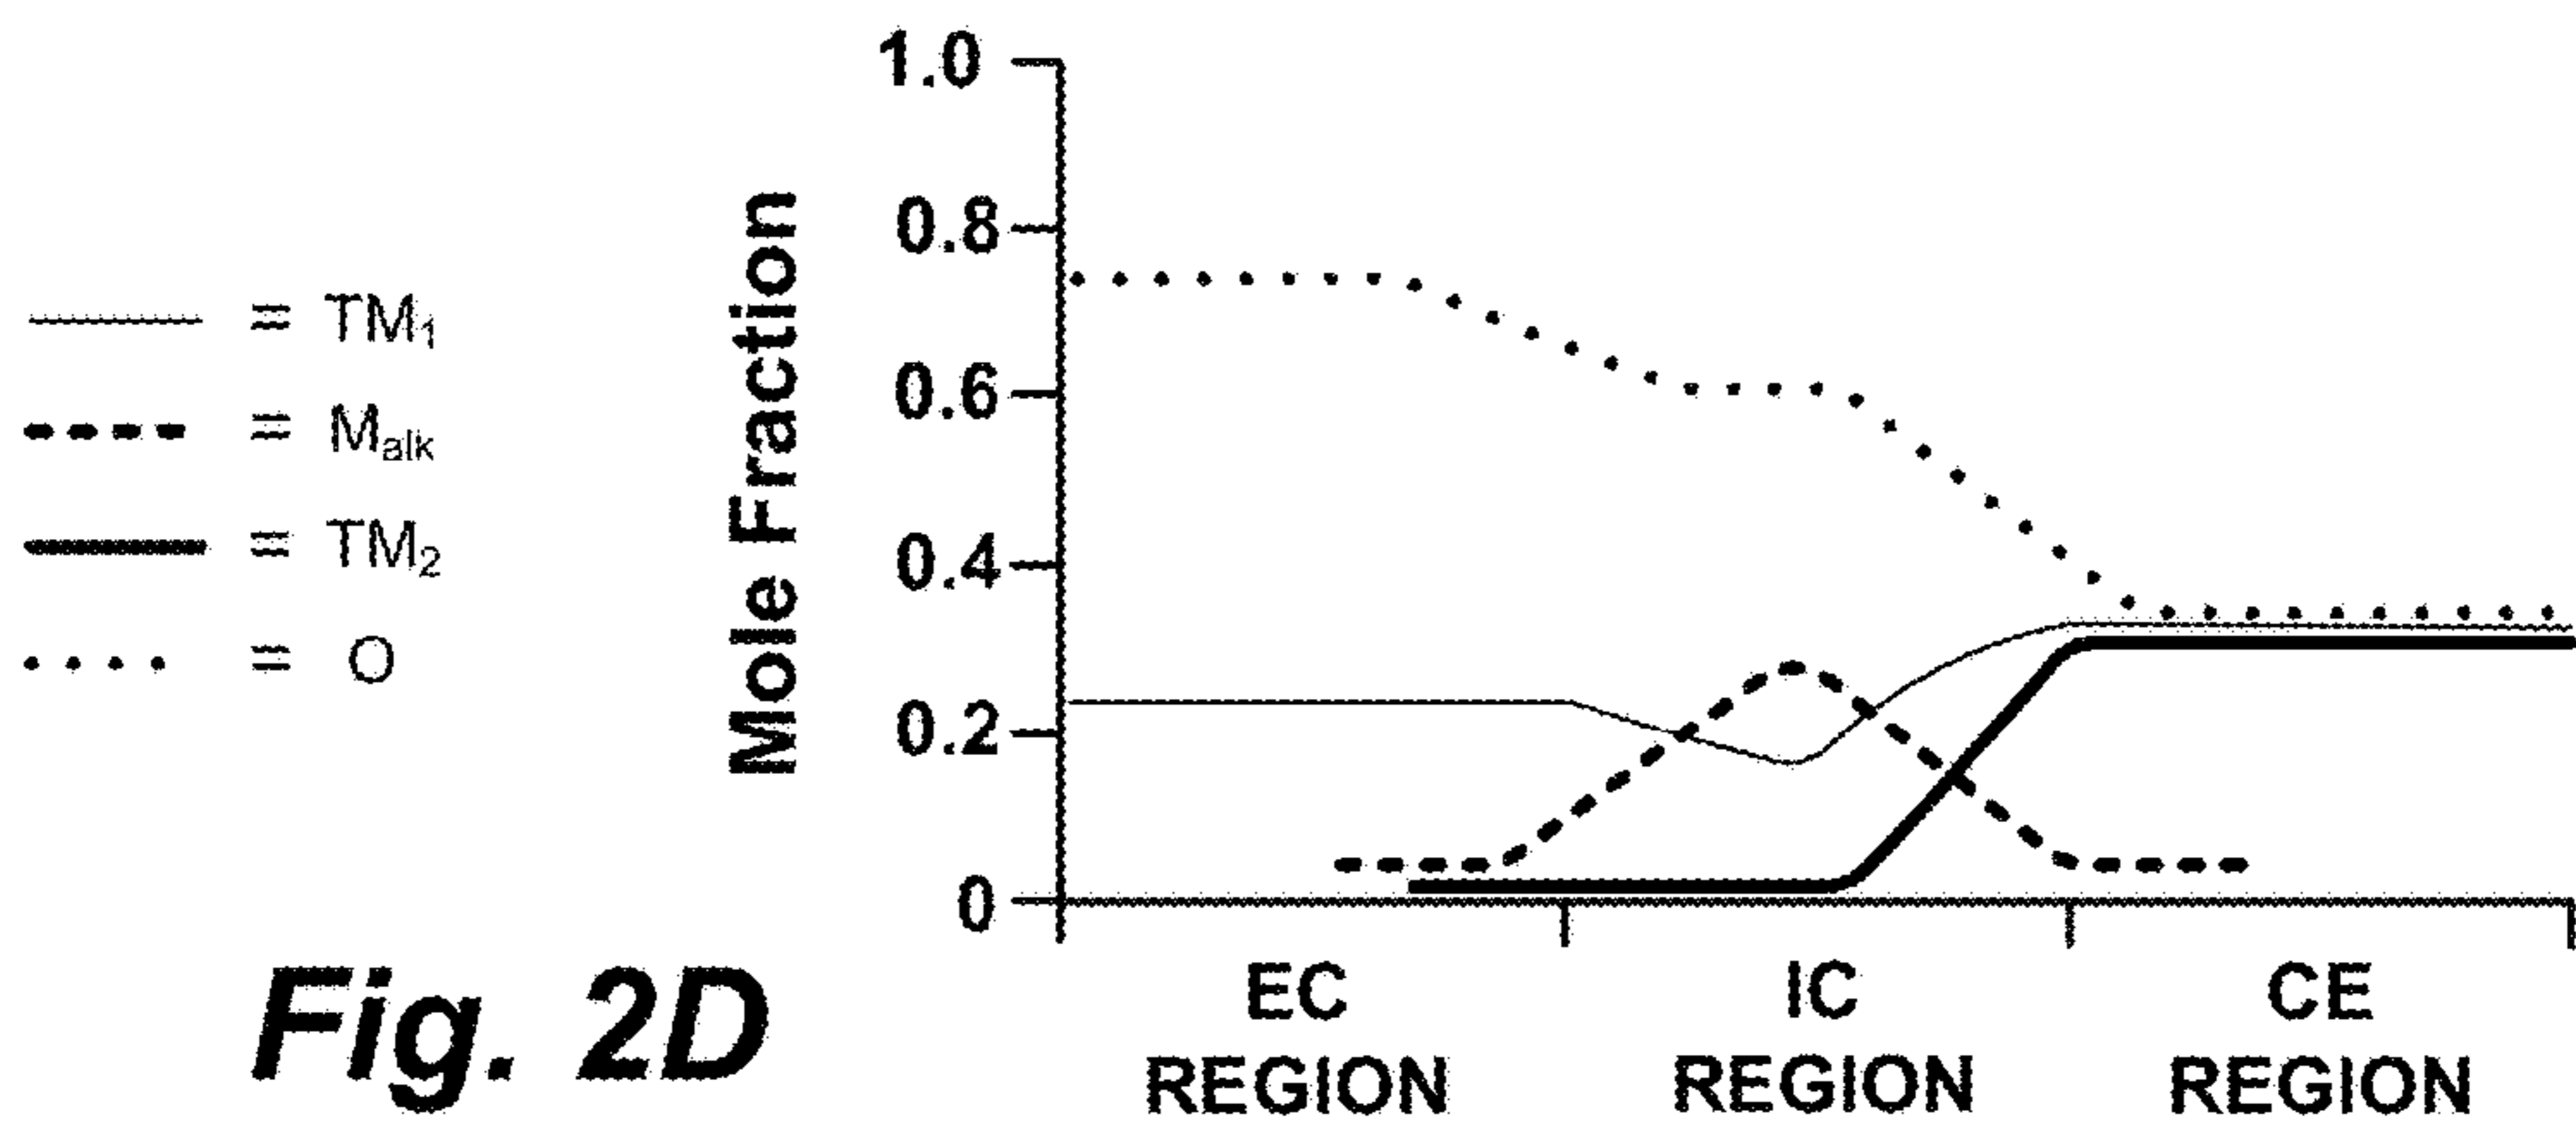 = TM₁
= Mₐₗₖ
= TM₂
= O
Mole Fraction
1.0
0.8
0.6
0.4
0.2
0
EC REGION
IC REGION
CE REGION
Fig. 2D